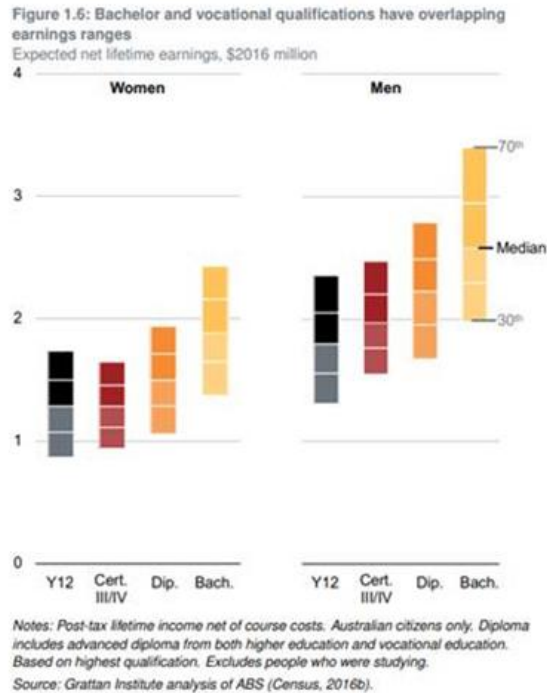 Figure 1.6: Bachelor and vocational qualifications have overlapping
earnings ranges
Expected net lifetime earnings, $2016 million
4
Women
Men
70th
3
Median
2
30th
1
0
Y12
Cert.
III/IV
Dip.
Bach.
Y12
Cert.
III/IV
Dip.
Bach.
Notes: Post-tax lifetime income net of course costs. Australian citizens only. Diploma
includes advanced diploma from both higher education and vocational education.
Based on highest qualification. Excludes people who were studying.
Source: Grattan Institute analysis of ABS (Census, 2016b).